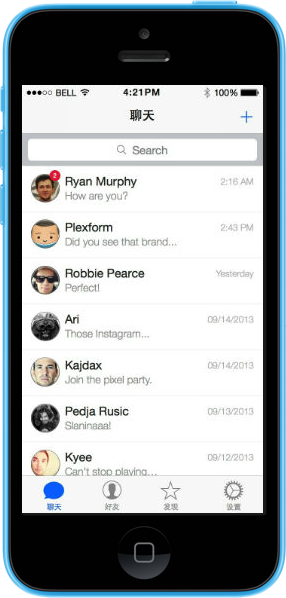 BELL 4:21PM 100%
聊天 +
Search
2
Ryan Murphy 2:16 AM
How are you?
Plexform 2:43 PM
Did you see that brand...
Robbie Pearce Yesterday
Perfect!
Ari 09/14/2013
Those Instagram...
Kajdax 09/14/2013
Join the pixel party.
Pedja Rusic 09/13/2013
Slaninaaa!
Kyee 09/12/2013
Can't stop playing...
聊天 好友 发现 设置